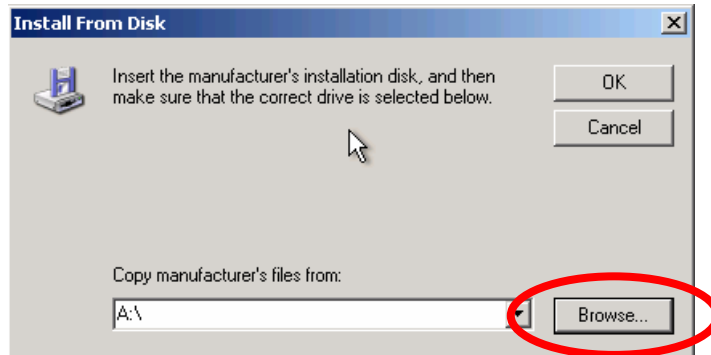 Install From Disk
Insert the manufacturer's installation disk, and then
make sure that the correct drive is selected below.
OK
Cancel
Copy manufacturer's files from:
A:\
Browse...